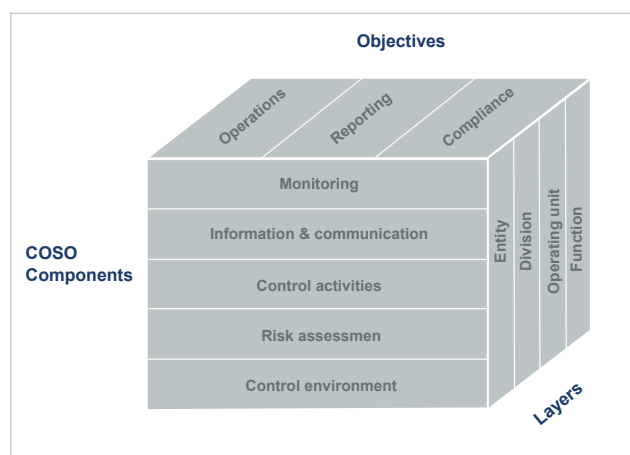 Objectives
Operations
Reporting
Compliance
Monitoring
Information & communication
Control activities
Risk assessmen
Control environment
COSO
Components
Entity
Division
Operating unit
Function
Layers